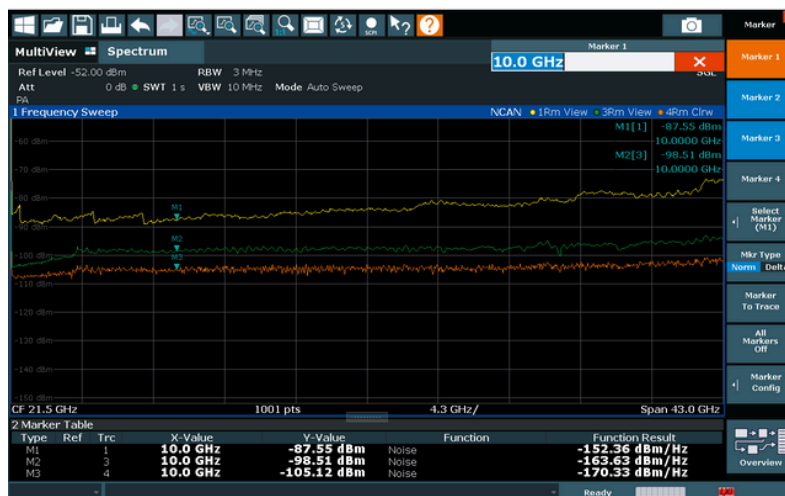 SCPI
1:1
Marker
MultiView Spectrum
Marker 1
10.0 GHz
Ref Level -52.00 dBm RBW 3 MHz
SGL
Att 0 dB SWT 1 s VBW 10 MHz Mode Auto Sweep
PA
1 Frequency Sweep NCAN 1Rm View 3Rm View 4Rm Clrw
M1[1] -87.55 dBm
10.0000 GHz
M2[3] -98.51 dBm
10.0000 GHz
-60 dBm
-70 dBm
-80 dBm
-90 dBm
-100 dBm
-110 dBm
-120 dBm
-130 dBm
-140 dBm
-150 dBm
M1
M2
M3
CF 21.5 GHz 1001 pts 4.3 GHz/ Span 43.0 GHz
2 Marker Table
Type Ref Trc X-Value Y-Value Function Function Result
M1 1 10.0 GHz -87.55 dBm Noise -152.36 dBm/Hz
M2 3 10.0 GHz -98.51 dBm Noise -163.63 dBm/Hz
M3 4 10.0 GHz -105.12 dBm Noise -170.33 dBm/Hz
Ready
Marker 1
Marker 2
Marker 3
Marker 4
Select
Marker
(M1)
Mkr Type
Norm Delt
Marker
To Trace
All
Markers
Off
Marker
Config
Overview